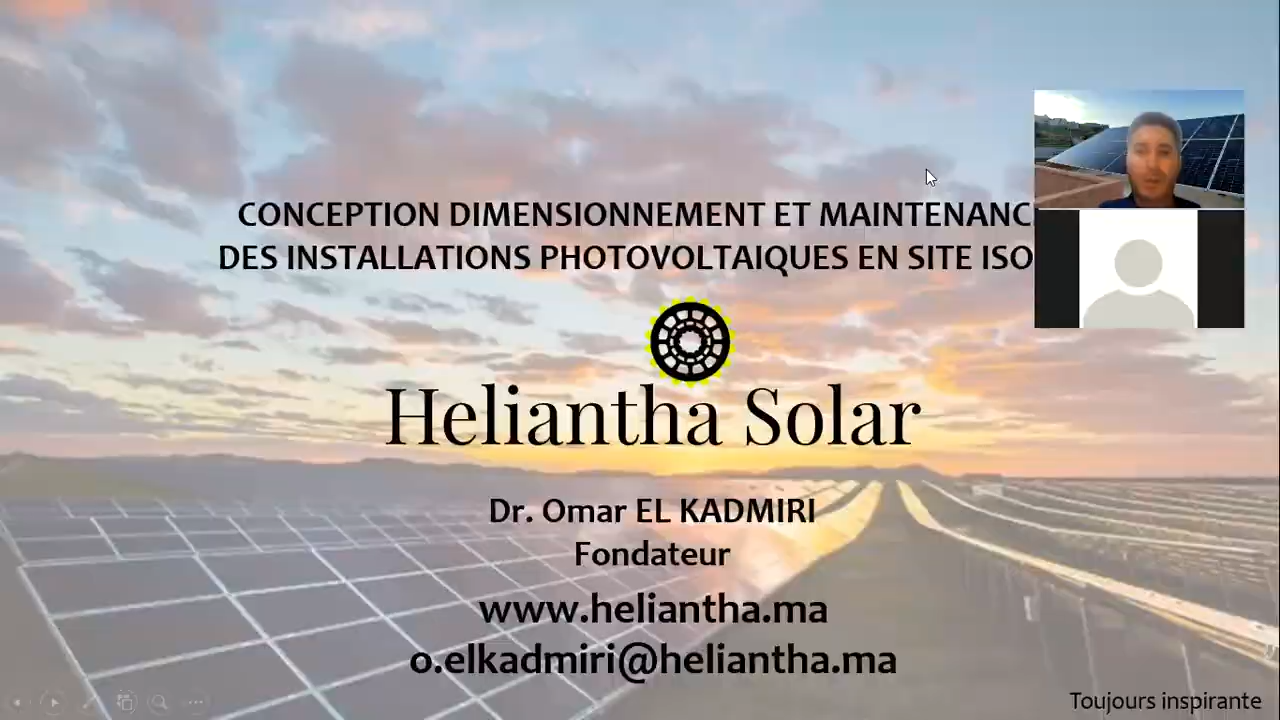 CONCEPTION DIMENSIONNEMENT ET MAINTENANC
DES INSTALLATIONS PHOTOVOLTAIQUES EN SITE ISO
Heliantha Solar
Dr. Omar EL KADMIRI
Fondateur
www.heliantha.ma
o.elkadmiri@heliantha.ma
Toujours inspirante